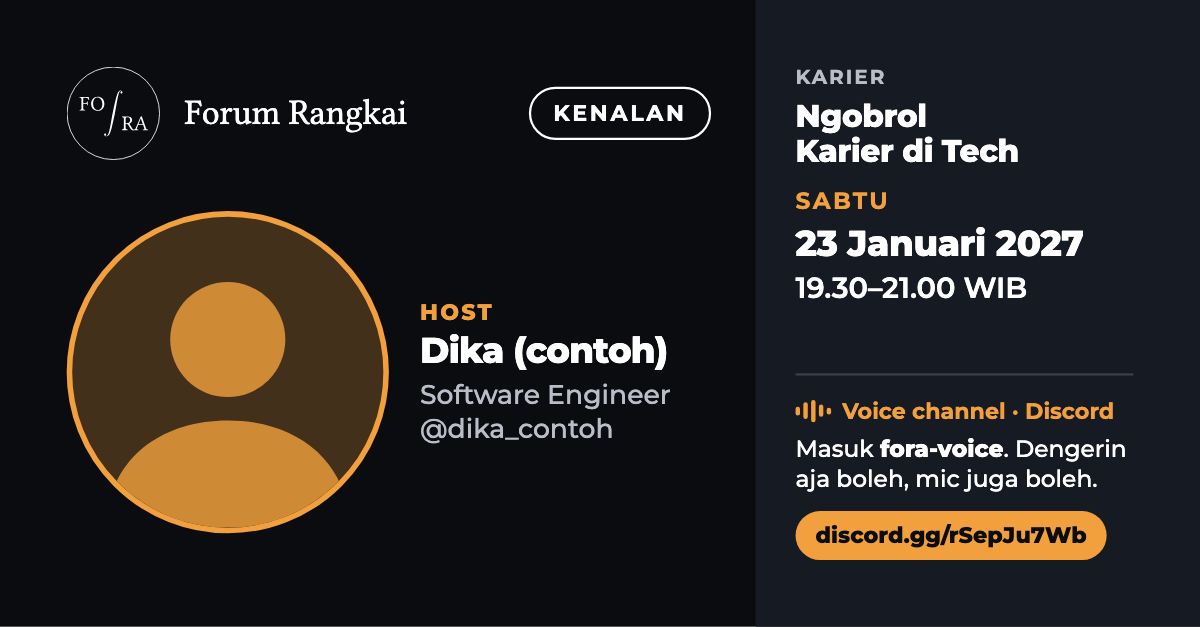 FO
RA
Forum Rangkai
KENALAN
HOST
Dika (contoh)
Software Engineer
@dika_contoh
KARIER
Ngobrol
Karier di Tech
SABTU
23 Januari 2027
19.30–21.00 WIB
Voice channel · Discord
Masuk fora-voice. Dengerin
aja boleh, mic juga boleh.
discord.gg/rSepJu7Wb